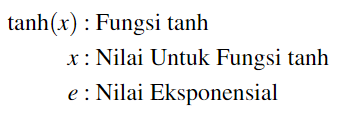 tanh(x) : Fungsi tanh
x : Nilai Untuk Fungsi tanh
e : Nilai Eksponensial